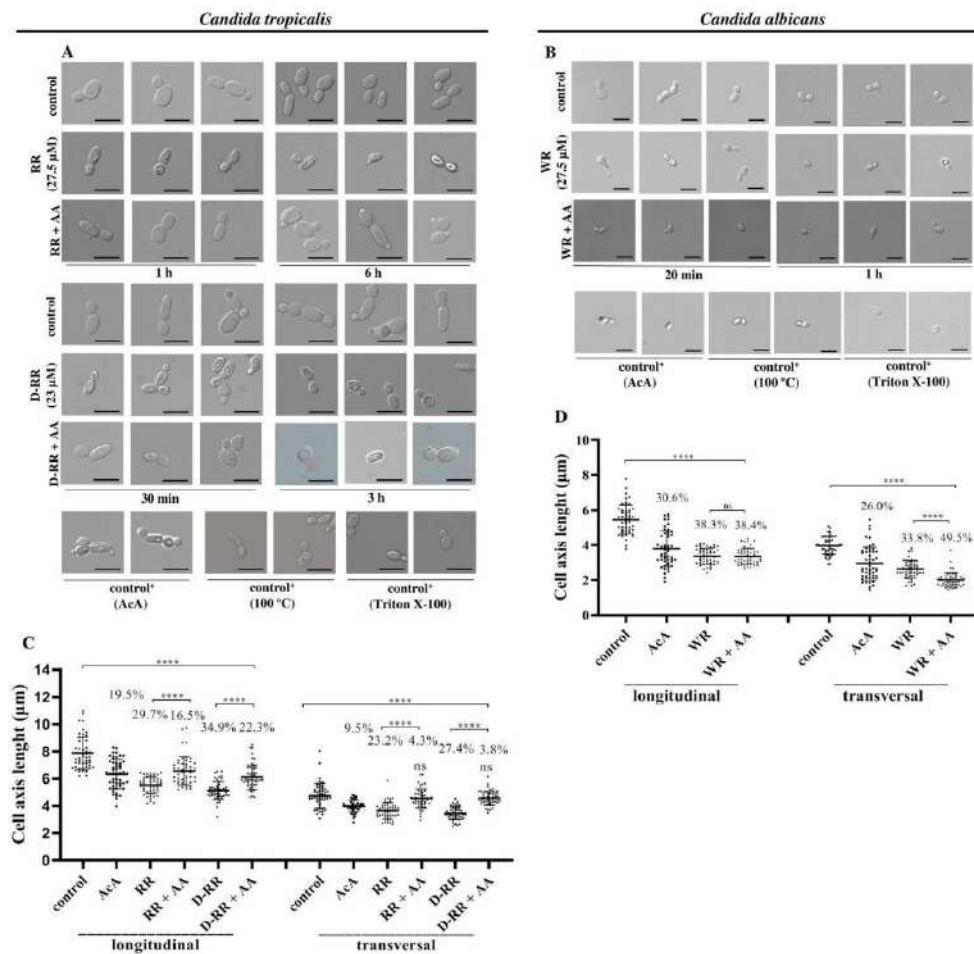 Candida tropicalis
Candida albicans
A
control
RR
(27.5 µM)
RR + AA
1 h
6 h
control
D-RR
(23 µM)
D-RR + AA
30 min
3 h
control⁺
(AcA)
control⁺
(100 °C)
control⁺
(Triton X-100)
B
control
WR
(27.5 µM)
WR + AA
20 min
1 h
control⁺
(AcA)
control⁺
(100 °C)
control⁺
(Triton X-100)
C
Cell axis lenght (µm)
14
12
10
8
6
4
2
0
****
19.5%
****
29.7%
16.5%
****
34.9%
22.3%
****
9.5%
****
23.2%
4.3%
ns
****
27.4%
3.8%
ns
control
AcA
RR
RR + AA
D-RR
D-RR + AA
control
AcA
RR
RR + AA
D-RR
D-RR + AA
longitudinal
transversal
D
Cell axis lenght (µm)
10
8
6
4
2
0
****
30.6%
ns
38.3%
38.4%
****
26.0%
****
33.8%
49.5%
control
AcA
WR
WR + AA
control
AcA
WR
WR + AA
longitudinal
transversal